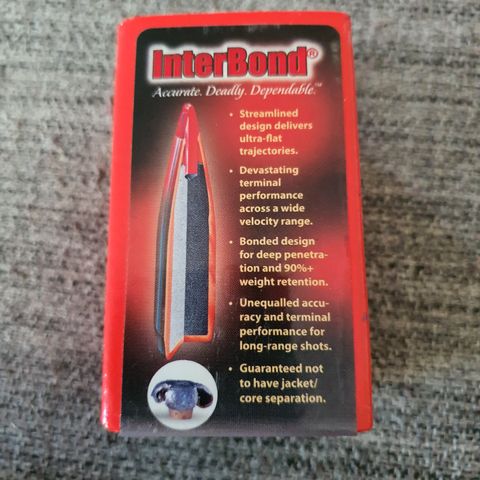 InterBond®
Accurate. Deadly. Dependable.™
• Streamlined
design delivers
ultra-flat
trajectories.
• Devastating
terminal
performance
across a wide
velocity range.
• Bonded design
for deep penetra-
tion and 90%+
weight retention.
• Unequalled accu-
racy and terminal
performance for
long-range shots.
• Guaranteed not
to have jacket/
core separation.